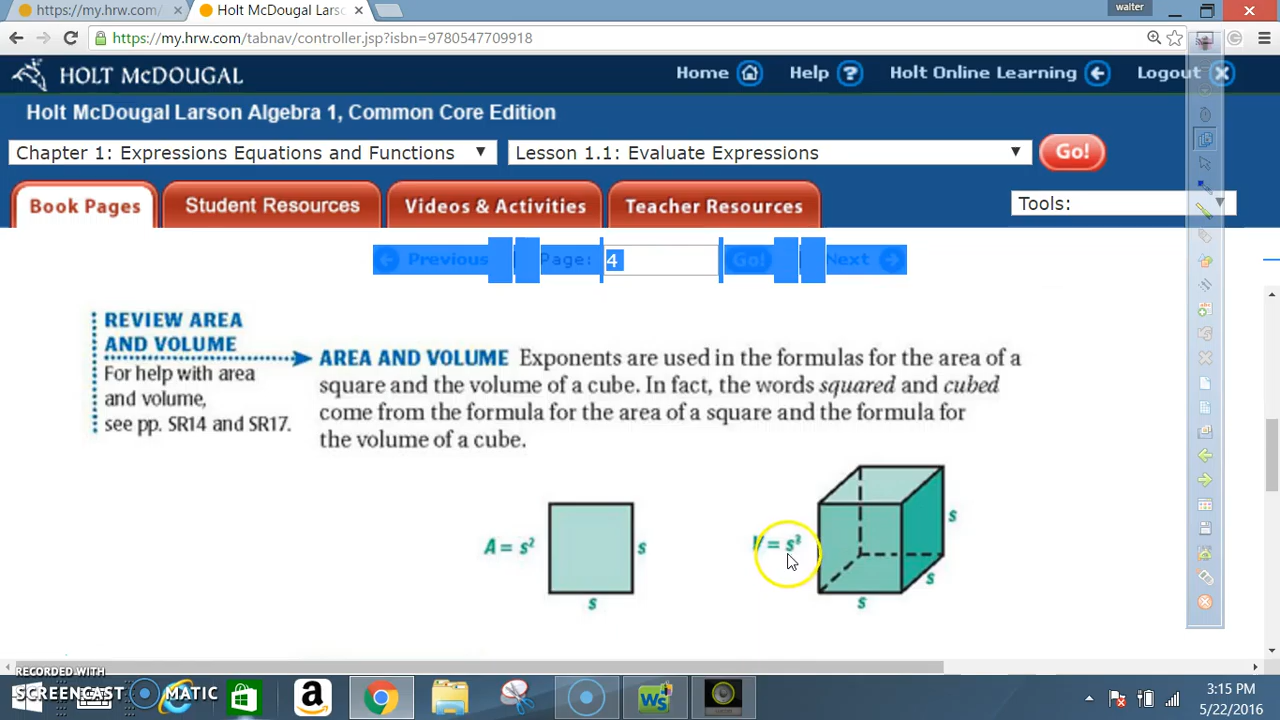 https://my.hrw.com/
Holt McDougal Lars
walter
https://my.hrw.com/tabnav/controller.jsp?isbn=9780547709918
HOLT McDOUGAL
Home
Help
Holt Online Learning
Logout
Holt McDougal Larson Algebra 1, Common Core Edition
Chapter 1: Expressions Equations and Functions
Lesson 1.1: Evaluate Expressions
Go!
Book Pages
Student Resources
Videos & Activities
Teacher Resources
Tools:
Previous
Page:
4
Go!
Next
REVIEW AREA
AND VOLUME
For help with area
and volume,
see pp. SR14 and SR17.
AREA AND VOLUME Exponents are used in the formulas for the area of a
square and the volume of a cube. In fact, the words squared and cubed
come from the formula for the area of a square and the formula for
the volume of a cube.
A = s²
s
s
V = s³
s
s
s
RECORDED WITH
SCREENCAST MATIC
3:15 PM
5/22/2016